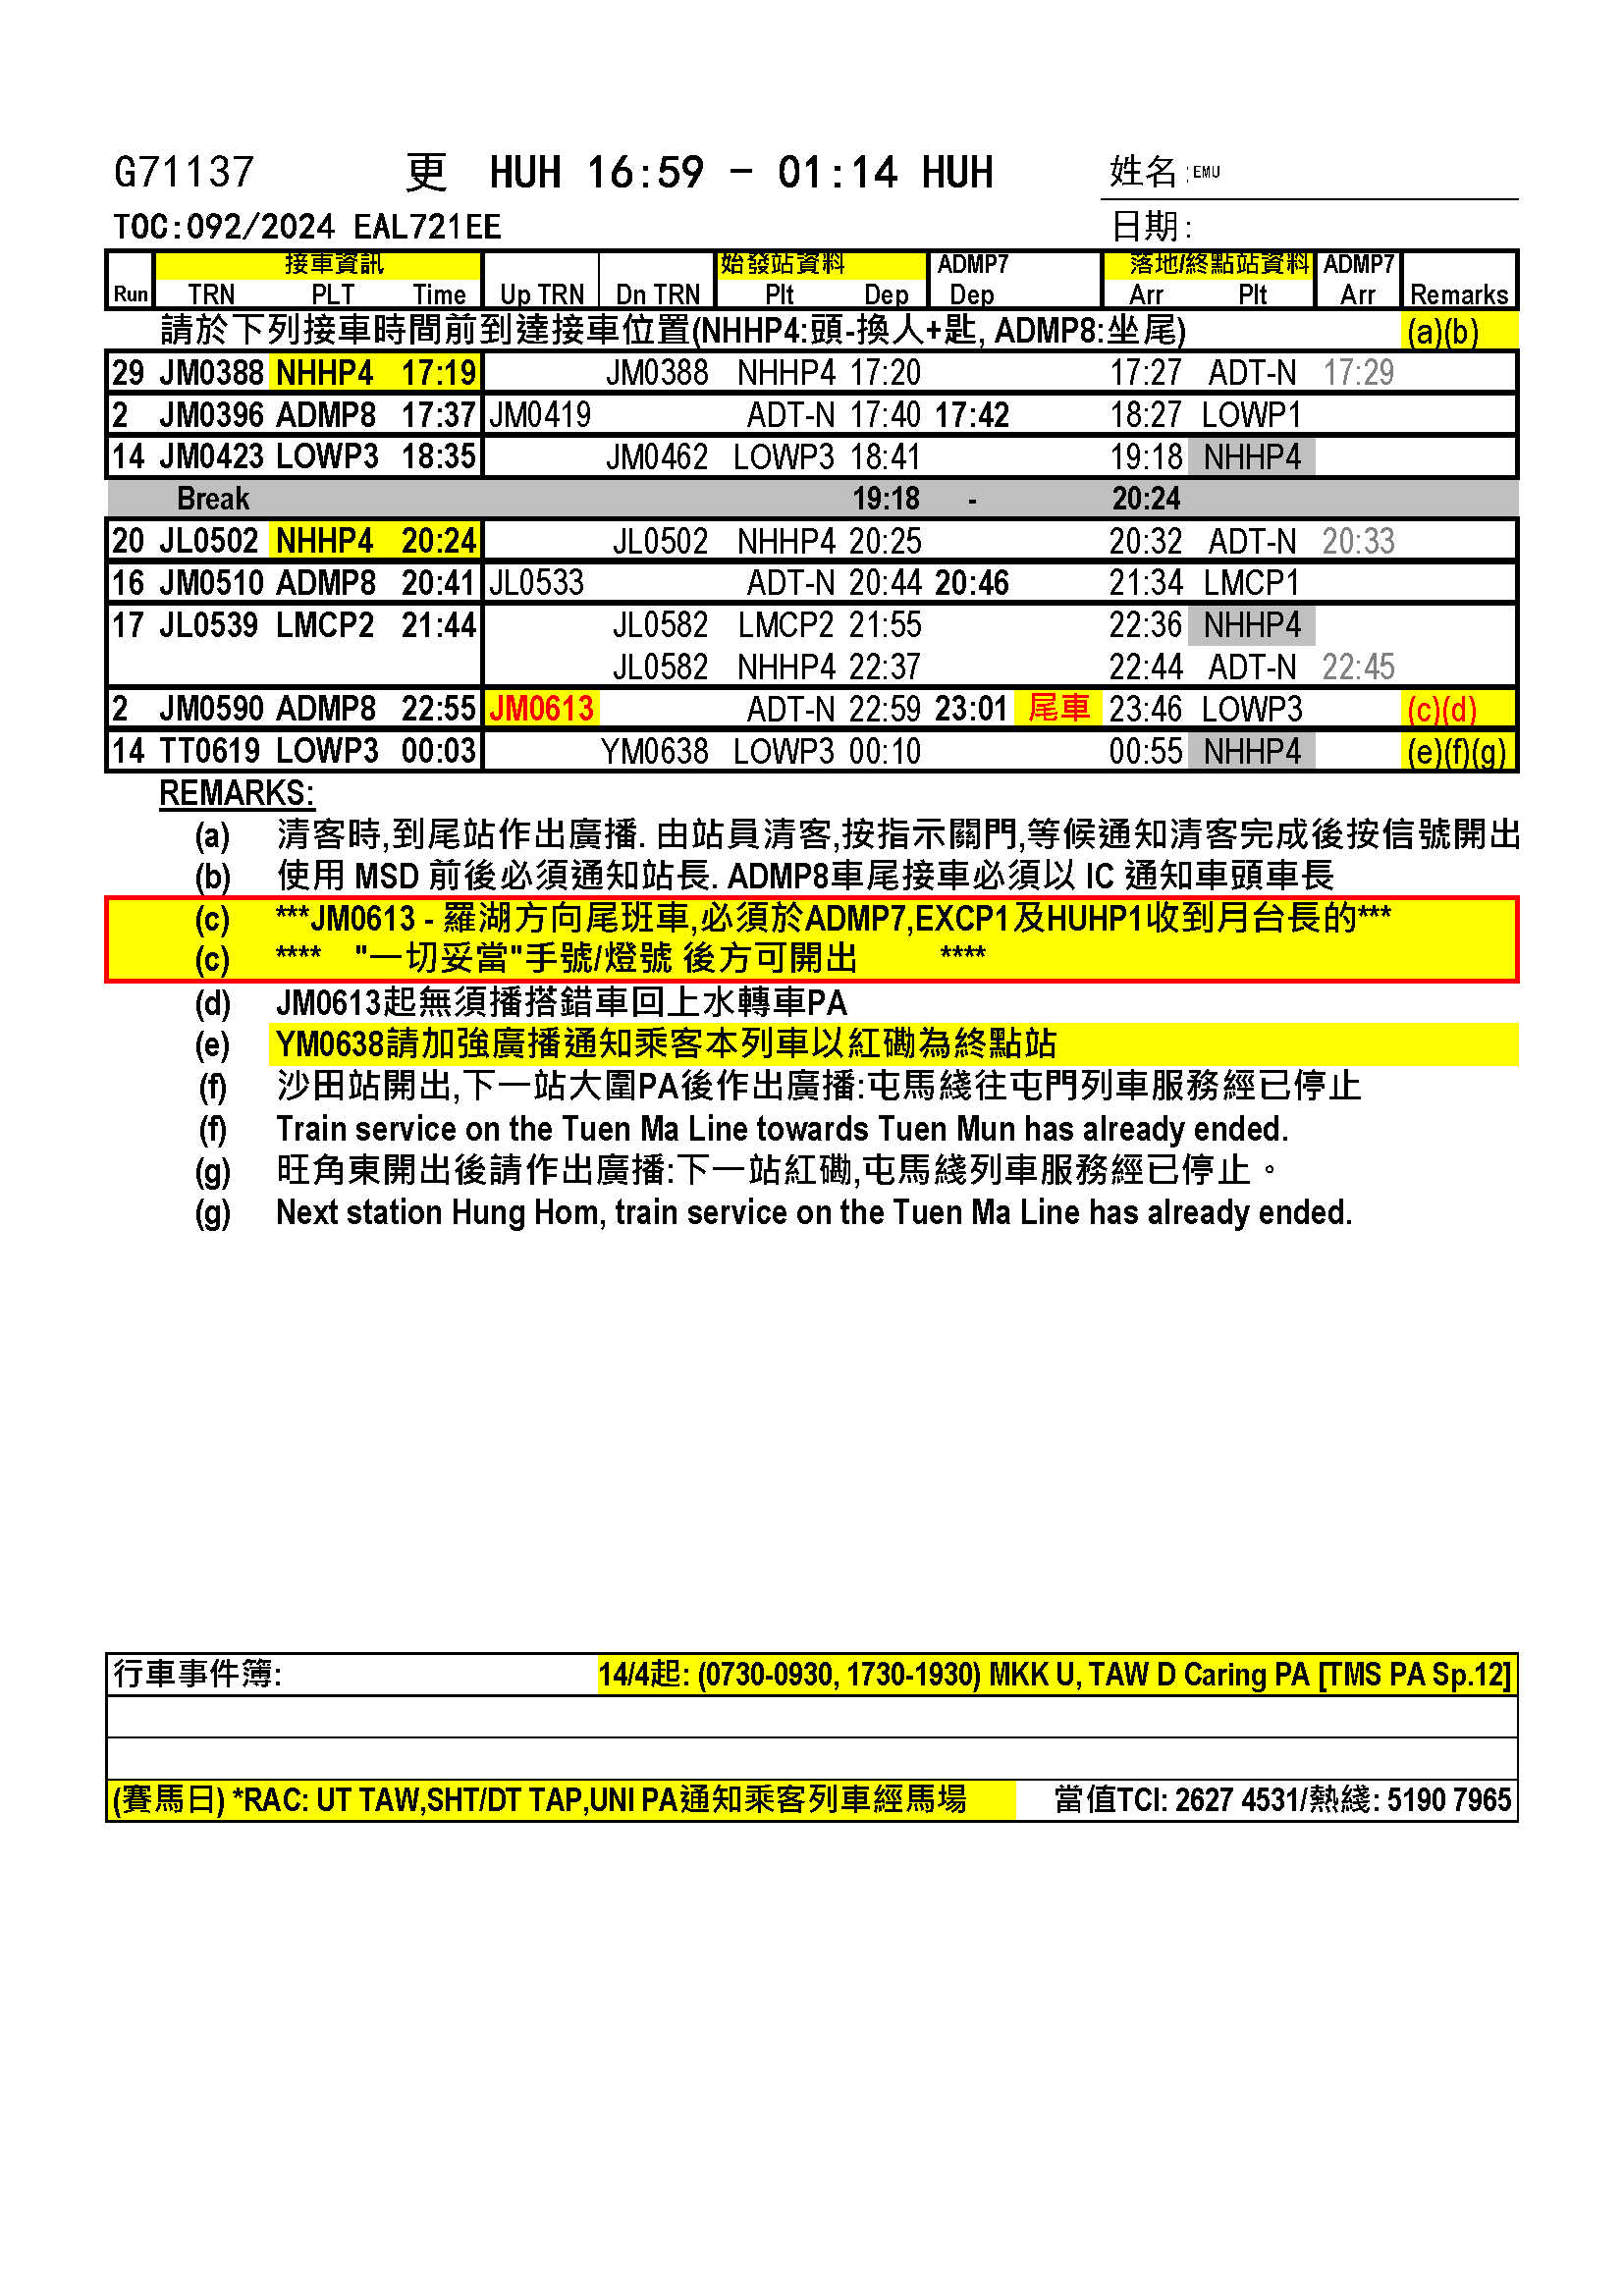 G71137 更 HUH 16:59 - 01:14 HUH 姓名:EMU
TOC:092/2024 EAL721EE 日期:
接車資訊 始發站資料 ADMP7 落地/終點站資料 ADMP7
Run TRN PLT Time Up TRN Dn TRN Plt Dep Dep Arr Plt Arr Remarks
請於下列接車時間前到達接車位置(NHHP4:頭-換人+匙, ADMP8:坐尾) (a)(b)
29 JM0388 NHHP4 17:19 JM0388 NHHP4 17:20 17:27 ADT-N 17:29
2 JM0396 ADMP8 17:37 JM0419 ADT-N 17:40 17:42 18:27 LOWP1
14 JM0423 LOWP3 18:35 JM0462 LOWP3 18:41 19:18 NHHP4
Break 19:18 - 20:24
20 JL0502 NHHP4 20:24 JL0502 NHHP4 20:25 20:32 ADT-N 20:33
16 JM0510 ADMP8 20:41 JL0533 ADT-N 20:44 20:46 21:34 LMCP1
17 JL0539 LMCP2 21:44 JL0582 LMCP2 21:55 22:36 NHHP4
JL0582 NHHP4 22:37 22:44 ADT-N 22:45
2 JM0590 ADMP8 22:55 JM0613 ADT-N 22:59 23:01 尾車 23:46 LOWP3 (c)(d)
14 TT0619 LOWP3 00:03 YM0638 LOWP3 00:10 00:55 NHHP4 (e)(f)(g)
REMARKS:
(a) 清客時,到尾站作出廣播. 由站員清客,按指示關門,等候通知清客完成後按信號開出
(b) 使用 MSD 前後必須通知站長. ADMP8車尾接車必須以 IC 通知車頭車長
(c) ***JM0613 - 羅湖方向尾班車,必須於ADMP7,EXCP1及HUHP1收到月台長的***
(c) **** "一切妥當"手號/燈號 後方可開出 ****
(d) JM0613起無須播搭錯車回上水轉車PA
(e) YM0638請加強廣播通知乘客本列車以紅磡為終點站
(f) 沙田站開出,下一站大圍PA後作出廣播:屯馬綫往屯門列車服務經已停止
(f) Train service on the Tuen Ma Line towards Tuen Mun has already ended.
(g) 旺角東開出後請作出廣播:下一站紅磡,屯馬綫列車服務經已停止。
(g) Next station Hung Hom, train service on the Tuen Ma Line has already ended.
行車事件簿: 14/4起: (0730-0930, 1730-1930) MKK U, TAW D Caring PA [TMS PA Sp.12]
(賽馬日) *RAC: UT TAW,SHT/DT TAP,UNI PA通知乘客列車經馬場 當值TCI: 2627 4531/熱綫: 5190 7965